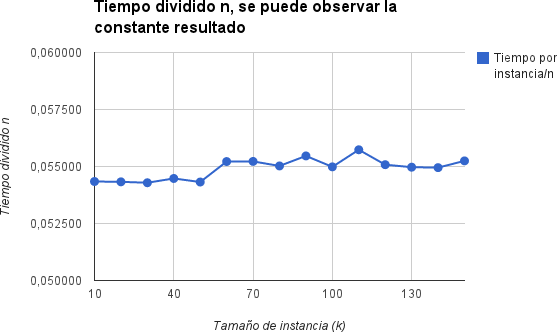 Tiempo dividido n, se puede observar la
constante resultado
0,060000
0,057500
0,055000
0,052500
0,050000
Tiempo dividido n
10 40 70 100 130
Tamaño de instancia (k)
Tiempo por
instancia/n